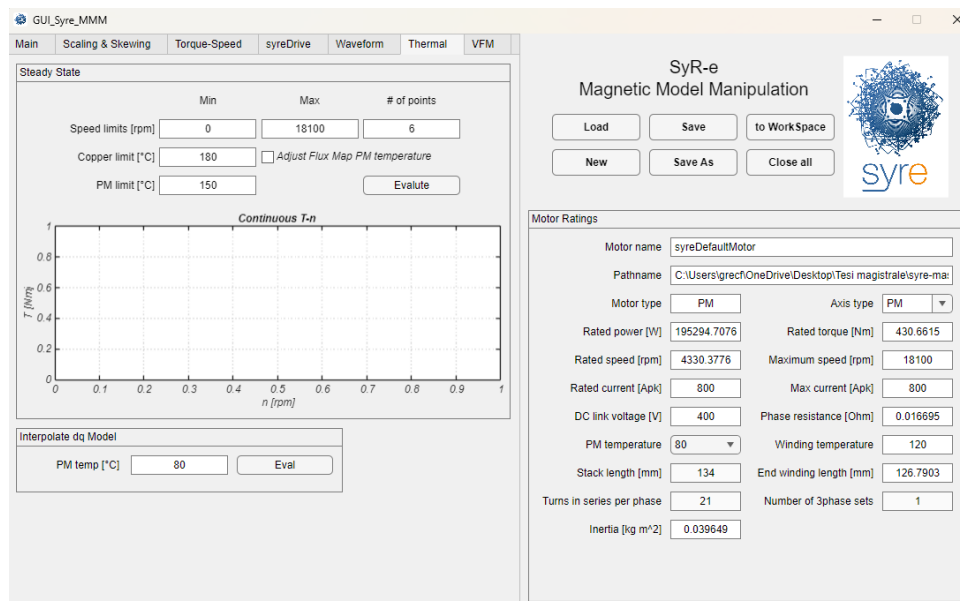 GUI_Syre_MMM
Main Scaling & Skewing Torque-Speed syreDrive Waveform Thermal VFM
Steady State
Min Max # of points
Speed limits [rpm] 0 18100 6
Copper limit [°C] 180 Adjust Flux Map PM temperature
PM limit [°C] 150 Evalute
Continuous T-n
T [Nm]
1
0.8
0.6
0.4
0.2
0
0 0.1 0.2 0.3 0.4 0.5 0.6 0.7 0.8 0.9 1
n [rpm]
Interpolate dq Model
PM temp [°C] 80 Eval
SyR-e
Magnetic Model Manipulation
Load Save to WorkSpace
New Save As Close all
syre
Motor Ratings
Motor name syreDefaultMotor
Pathname C:\Users\grecf\OneDrive\Desktop\Tesi magistrale\syre-mas
Motor type PM Axis type PM
Rated power [W] 195294.7076 Rated torque [Nm] 430.6615
Rated speed [rpm] 4330.3776 Maximum speed [rpm] 18100
Rated current [Apk] 800 Max current [Apk] 800
DC link voltage [V] 400 Phase resistance [Ohm] 0.016695
PM temperature 80 Winding temperature 120
Stack length [mm] 134 End winding length [mm] 126.7903
Turns in series per phase 21 Number of 3phase sets 1
Inertia [kg m^2] 0.039649